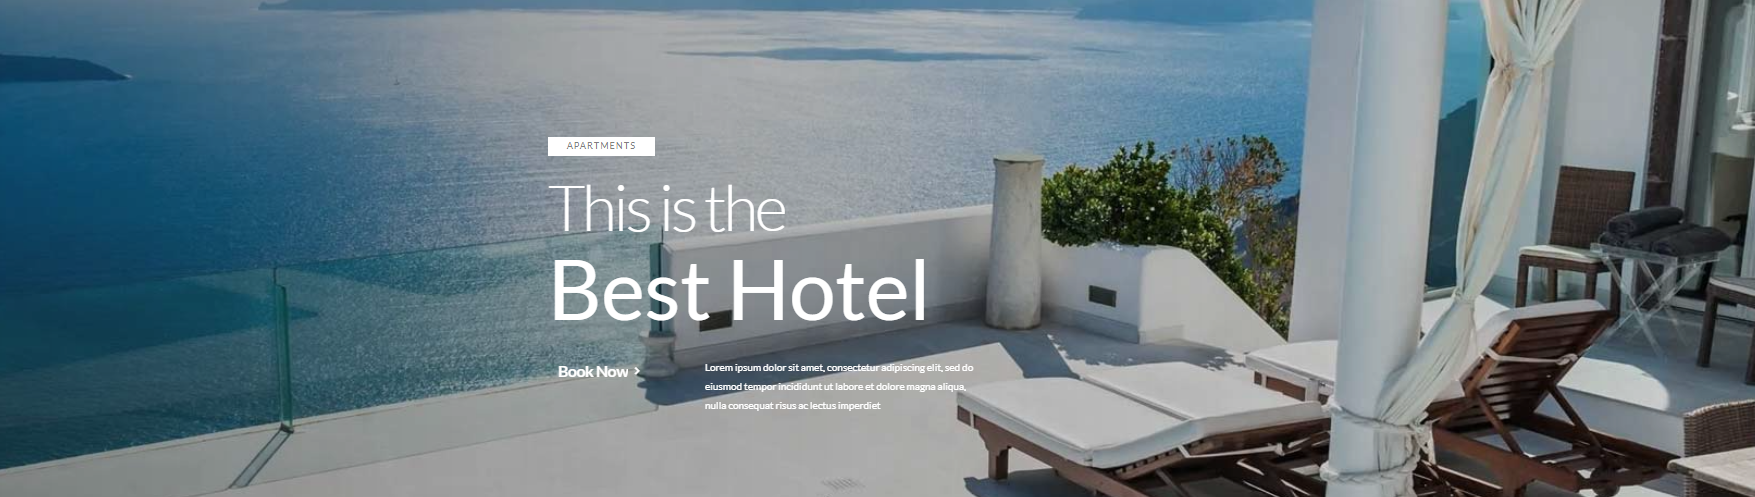 APARTMENTS
This is the
Best Hotel
Book Now
Lorem ipsum dolor sit amet, consectetur adipiscing elit, sed do
eiusmod tempor incididunt ut labore et dolore magna aliqua,
nulla consequat risus ac lectus imperdiet